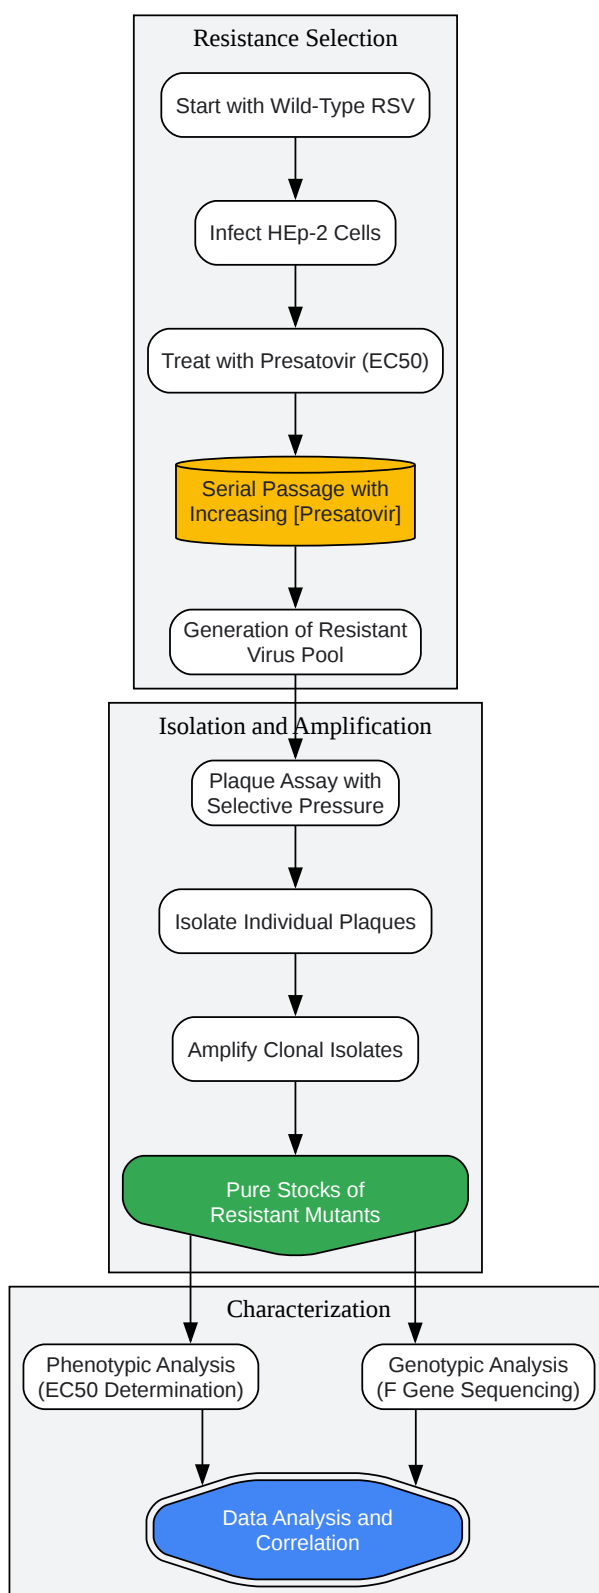 Resistance Selection
Start with Wild-Type RSV
Infect HEp-2 Cells
Treat with Presatovir (EC50)
Serial Passage with
Increasing [Presatovir]
Generation of Resistant
Virus Pool
Isolation and Amplification
Plaque Assay with
Selective Pressure
Isolate Individual Plaques
Amplify Clonal Isolates
Pure Stocks of
Resistant Mutants
Characterization
Phenotypic Analysis
(EC50 Determination)
Genotypic Analysis
(F Gene Sequencing)
Data Analysis and
Correlation